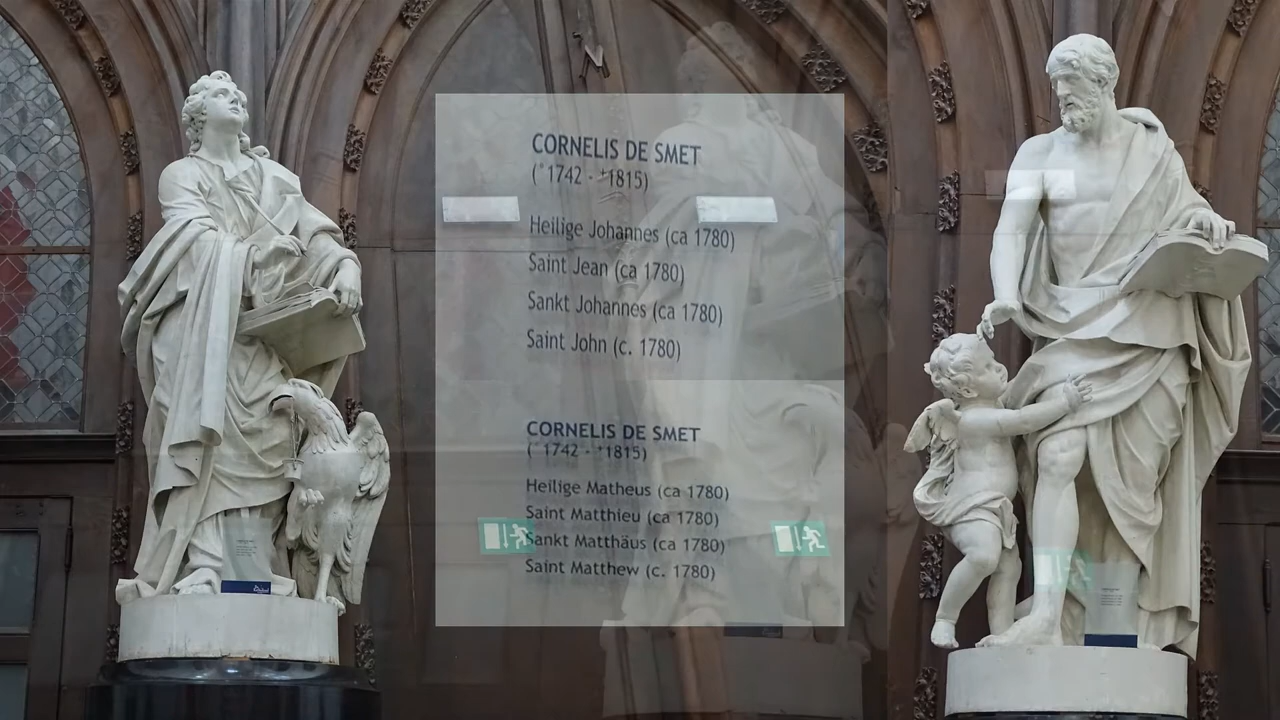 CORNELIS DE SMET
(°1742 - +1815)
Heilige Johannes (ca 1780)
Saint Jean (ca 1780)
Sankt Johannes (ca 1780)
Saint John (c. 1780)
CORNELIS DE SMET
(°1742 - +1815)
Heilige Matheus (ca 1780)
Saint Matthieu (ca 1780)
Sankt Matthäus (ca 1780)
Saint Matthew (c. 1780)